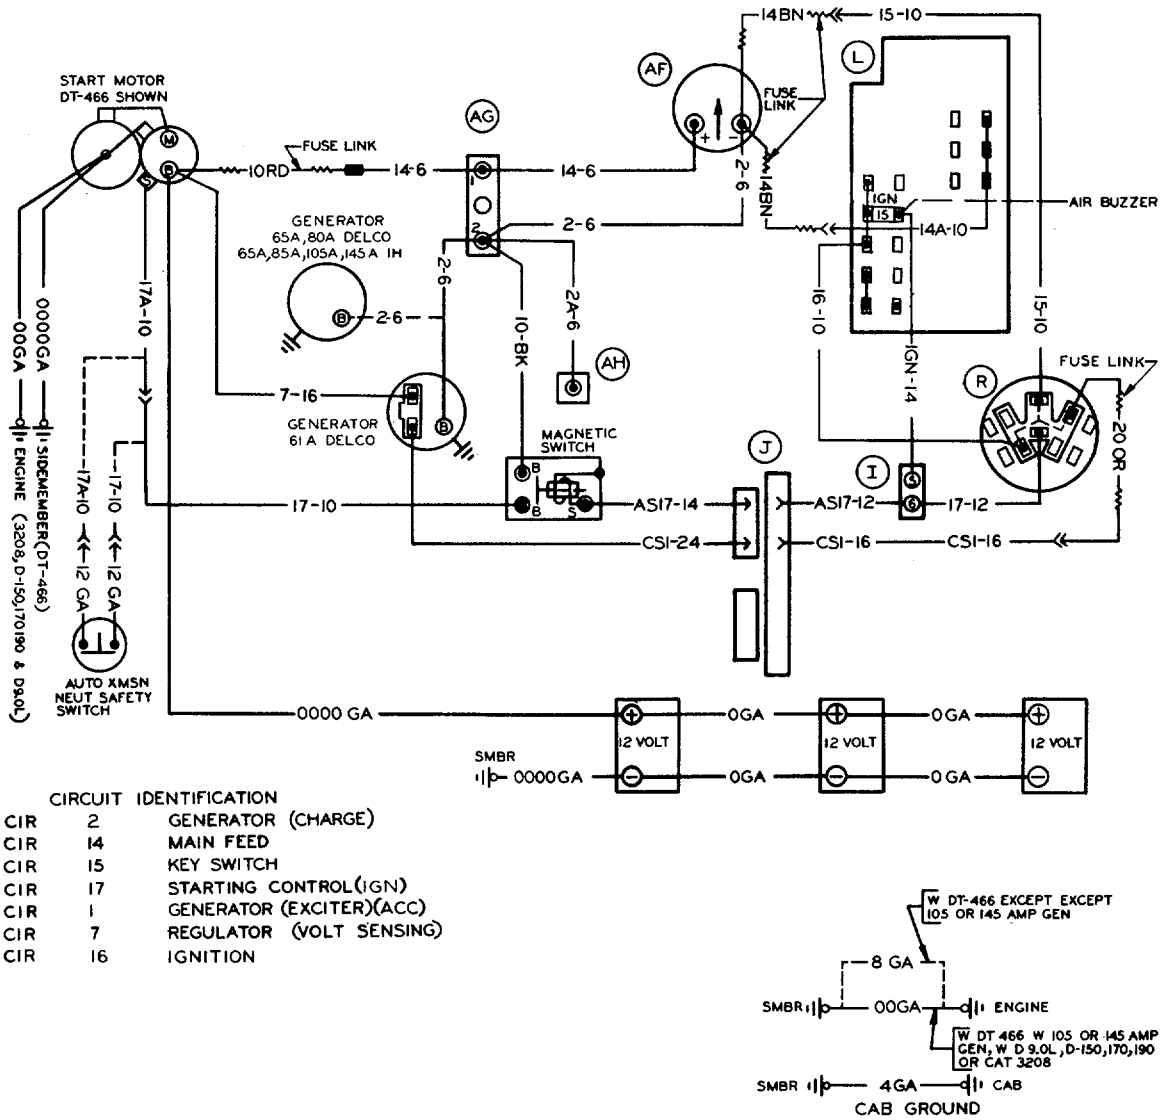 14BN
15-10
L
AF
START MOTOR
DT-466 SHOWN
AG
FUSE
LINK
M
B
S
10RD
FUSE LINK
14-6
1
14-6
+
-
2-6
14BN
IGN
15
AIR BUZZER
GENERATOR
65A,80A DELCO
65A,85A,105A,145A IH
2
2-6
14A-10
2-6
17A-10
0000GA
00GA
B
2-6
10-BK
2A-6
16-10
15-10
IGN-14
AH
R
FUSE LINK
7-16
GENERATOR
61A DELCO
B
MAGNETIC
SWITCH
J
I
20 OR
B
B
S
5
6
17-10
AS17-14
AS17-12
17-12
CS1-24
CS1-16
CS1-16
ENGINE (3208,D-150,170190 & D9.0L)
SIDEMEMBER(DT-466)
17A-10
17-10
12 GA
12 GA
AUTO XMSN
NEUT SAFETY
SWITCH
0000 GA
+
0GA
+
0GA
+
12 VOLT
12 VOLT
12 VOLT
SMBR
0000GA
-
0GA
-
0GA
-
CIRCUIT IDENTIFICATION
CIR 2 GENERATOR (CHARGE)
CIR 14 MAIN FEED
CIR 15 KEY SWITCH
CIR 17 STARTING CONTROL(IGN)
CIR 1 GENERATOR (EXCITER)(ACC)
CIR 7 REGULATOR (VOLT SENSING)
CIR 16 IGNITION
W DT-466 EXCEPT EXCEPT
105 OR 145 AMP GEN
8 GA
SMBR
00GA
ENGINE
W DT 466 W 105 OR 145 AMP
GEN, W D 9.0L, D-150,170,190
OR CAT 3208
SMBR
4GA
CAB
CAB GROUND